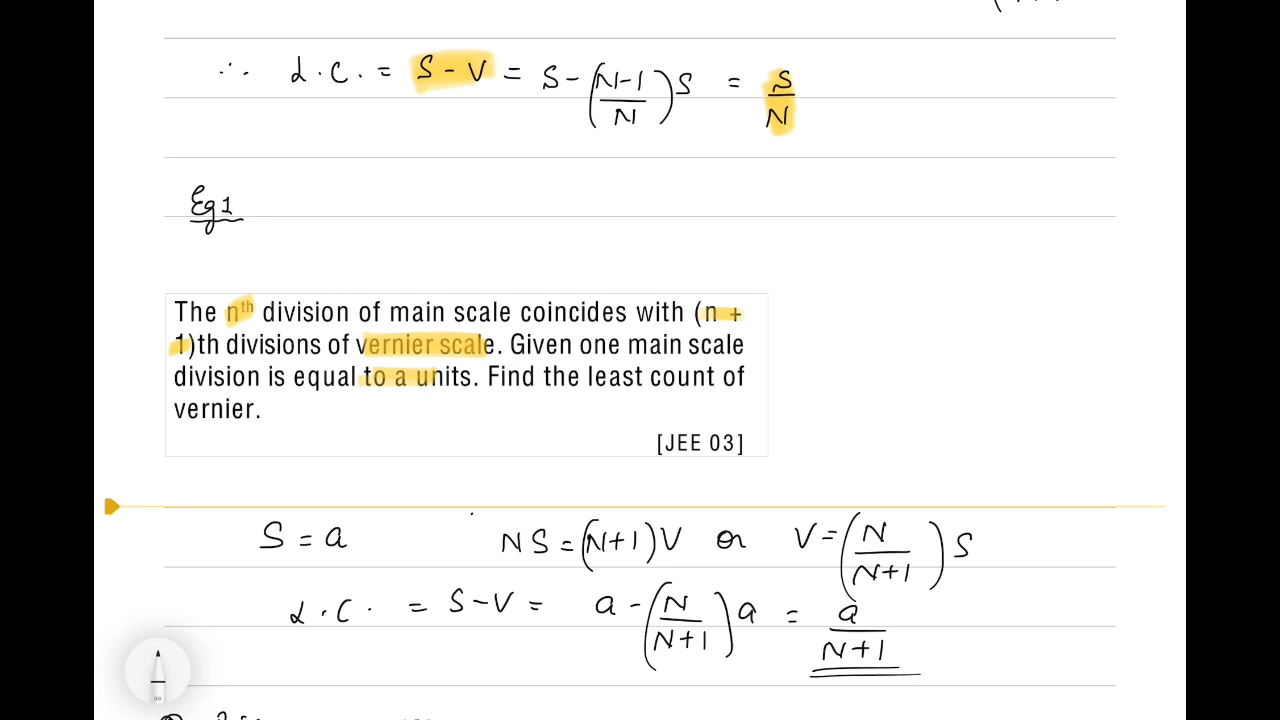 ∴ L.C. = S - V = S - (N-1/N)S = S/N
Eg 1
The nth division of main scale coincides with (n +
1)th divisions of vernier scale. Given one main scale
division is equal to a units. Find the least count of
vernier.
[JEE 03]
S = a NS = (N+1)V or V = (N/N+1)S
L.C. = S-V = a - (N/N+1)a = a/N+1